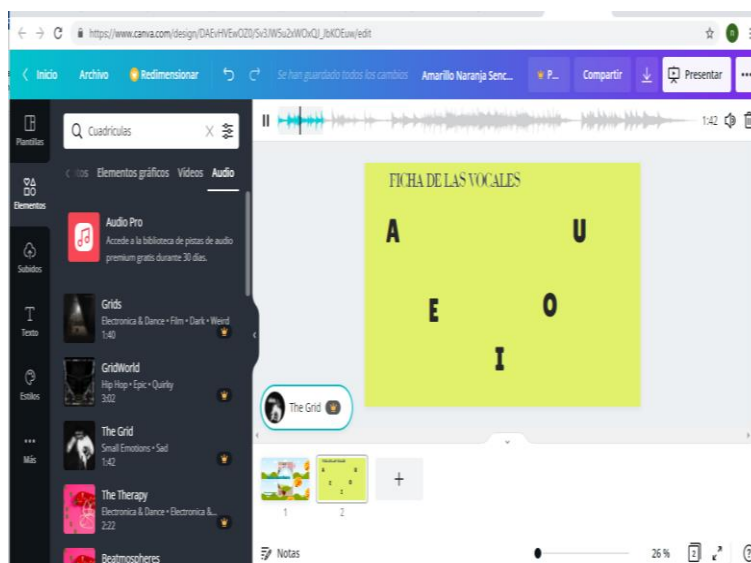 https://www.canva.com/design/DAEvHVEwOZ0/
Inicio Archivo Redimensionar Se han guardado todos los cambios Amarillo Naranja Senc... P... Compartir Presentar
Plantillas
Elementos
Subidos
Texto
Estilos
Más
Cuadrículas
tos Elementos gráficos Videos Audio
Audio Pro
Accede a la biblioteca de pistas de audio
premium gratis durante 30 días.
Grids
Electronica & Dance • Film • Dark • Weird
1:40
GridWorld
Hip Hop • Epic • Quirky
3:02
The Grid
Small Emotions • Sad
1:42
The Therapy
Electronica & Dance • Electronica &...
2:22
Beatmospheres
1:42
FICHA DE LAS VOCALES
A U
E O
I
The Grid
1 2
Notas
26 % 2